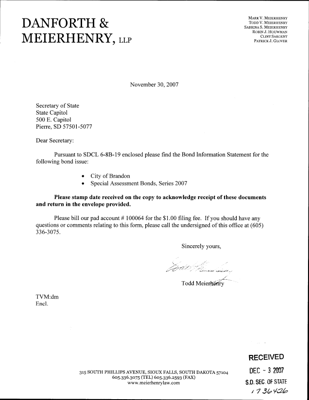 DANFORTH &
MEIERHENRY, LLP
MARK V. MEIERHENRY
TODD V. MEIERHENRY
SABRINA S. MEIERHENRY
ROBIN J. HOUWMAN
CLIFF SARGENT
PATRICK J. GLOVER
November 30, 2007
Secretary of State
State Capitol
500 E. Capitol
Pierre, SD 57501-5077
Dear Secretary:
Pursuant to SDCL 6-8B-19 enclosed please find the Bond Information Statement for the
following bond issue:
• City of Brandon
• Special Assessment Bonds, Series 2007
Please stamp date received on the copy to acknowledge receipt of these documents
and return in the envelope provided.
Please bill our pad account # 100064 for the $1.00 filing fee. If you should have any
questions or comments relating to this form, please call the undersigned of this office at (605)
336-3075.
Sincerely yours,
Todd Meierhenry
TVM:dm
Encl.
315 SOUTH PHILLIPS AVENUE, SIOUX FALLS, SOUTH DAKOTA 57104
605.336.3075 (TEL) 605.336.2593 (FAX)
www.meierhenrylaw.com
RECEIVED
DEC - 3 2007
S.D. SEC. OF STATE
1736426